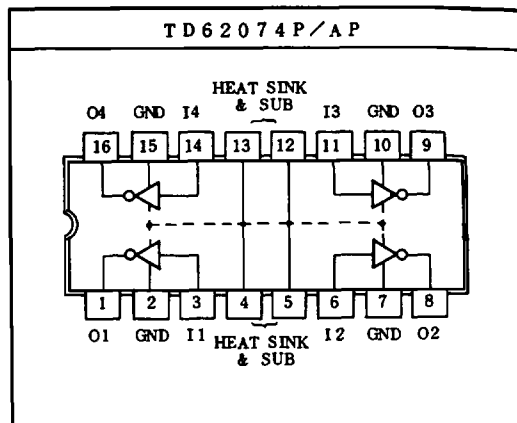 TD62074P/AP
HEAT SINK
& SUB
O4 GND I4 I3 GND O3
16 15 14 13 12 11 10 9
1 2 3 4 5 6 7 8
O1 GND I1 I2 GND O2
HEAT SINK
& SUB